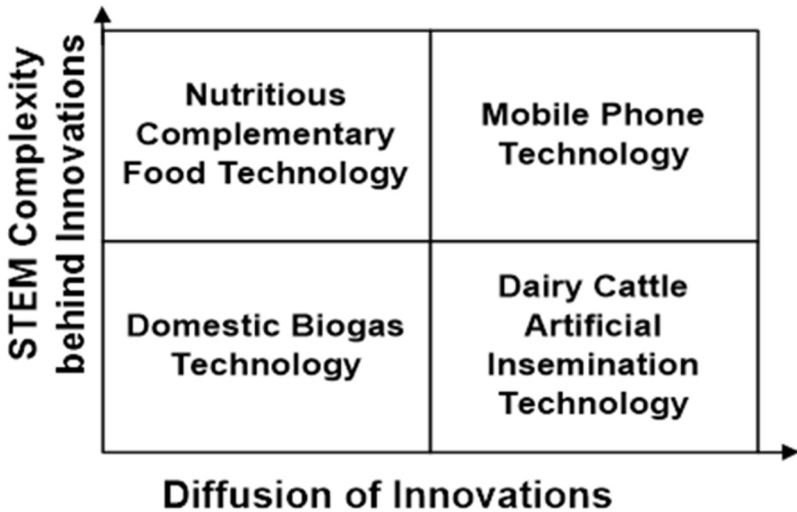 STEM Complexity
behind Innovations
Nutritious
Complementary
Food Technology
Mobile Phone
Technology
Domestic Biogas
Technology
Dairy Cattle
Artificial
Insemination
Technology
Diffusion of Innovations